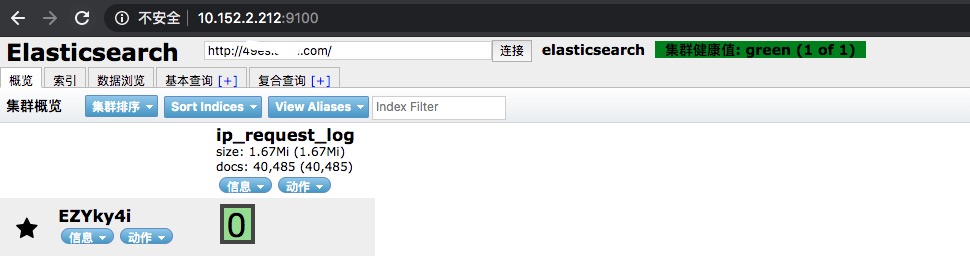 不安全 10.152.2.212:9100
Elasticsearch
http://49es. .com/
连接
elasticsearch
集群健康值: green (1 of 1)
概览 索引 数据浏览 基本查询 [+] 复合查询 [+]
集群概览 集群排序 Sort Indices View Aliases Index Filter
ip_request_log
size: 1.67Mi (1.67Mi)
docs: 40,485 (40,485)
信息 动作
EZYky4i
信息 动作
0